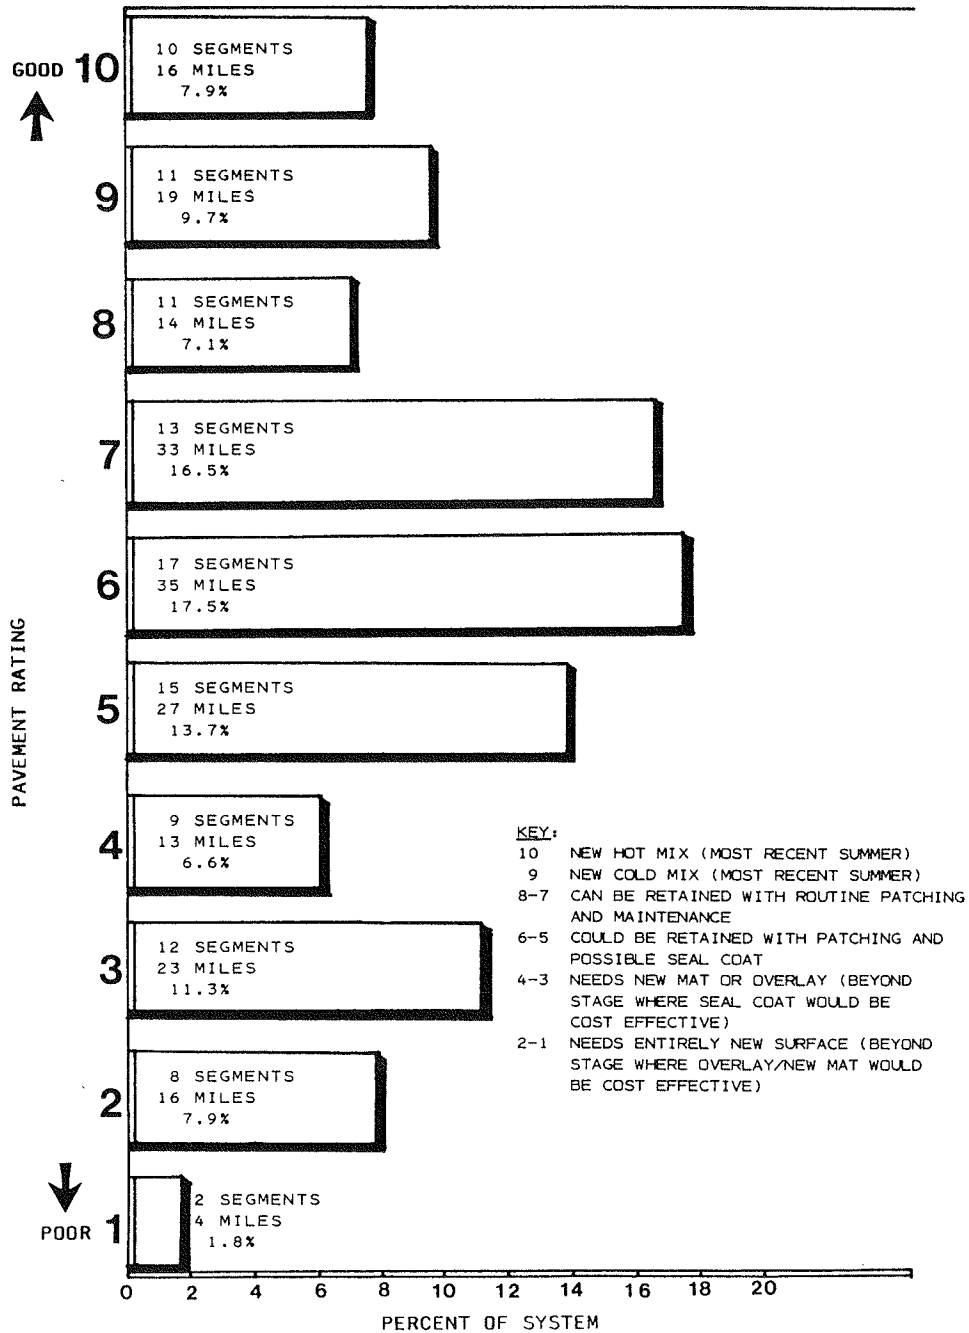 GOOD 10
10 SEGMENTS
16 MILES
7.9%
9
11 SEGMENTS
19 MILES
9.7%
8
11 SEGMENTS
14 MILES
7.1%
7
13 SEGMENTS
33 MILES
16.5%
6
17 SEGMENTS
35 MILES
17.5%
PAVEMENT RATING
5
15 SEGMENTS
27 MILES
13.7%
4
9 SEGMENTS
13 MILES
6.6%
3
12 SEGMENTS
23 MILES
11.3%
2
8 SEGMENTS
16 MILES
7.9%
POOR 1
2 SEGMENTS
4 MILES
1.8%
KEY:
10 NEW HOT MIX (MOST RECENT SUMMER)
9 NEW COLD MIX (MOST RECENT SUMMER)
8-7 CAN BE RETAINED WITH ROUTINE PATCHING
AND MAINTENANCE
6-5 COULD BE RETAINED WITH PATCHING AND
POSSIBLE SEAL COAT
4-3 NEEDS NEW MAT OR OVERLAY (BEYOND
STAGE WHERE SEAL COAT WOULD BE
COST EFFECTIVE)
2-1 NEEDS ENTIRELY NEW SURFACE (BEYOND
STAGE WHERE OVERLAY/NEW MAT WOULD
BE COST EFFECTIVE)
0 2 4 6 8 10 12 14 16 18 20
PERCENT OF SYSTEM